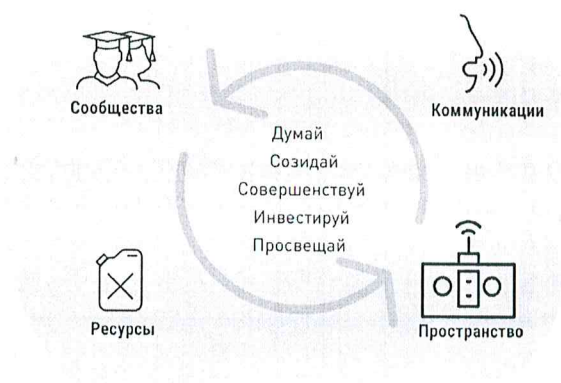 Сообщества
Коммуникации
Думай
Созидай
Совершенствуй
Инвестируй
Просвещай
Ресурсы
Пространство